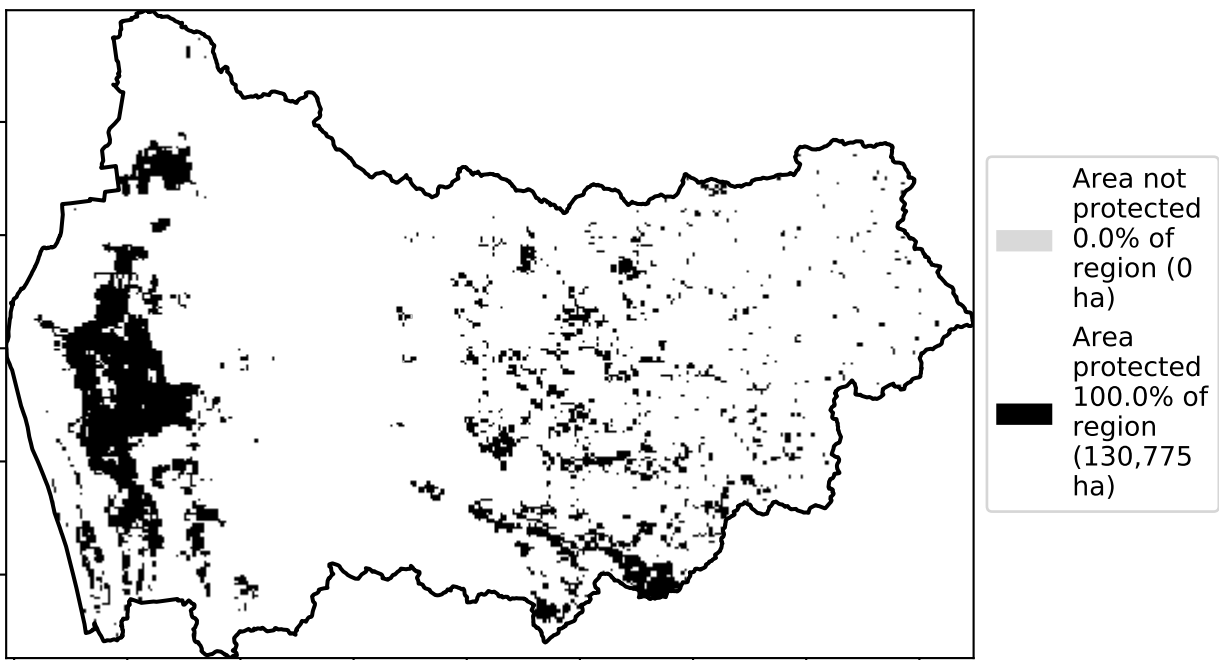 Area not
protected
0.0% of
region (0
ha)
Area
protected
100.0% of
region
(130,775
ha)